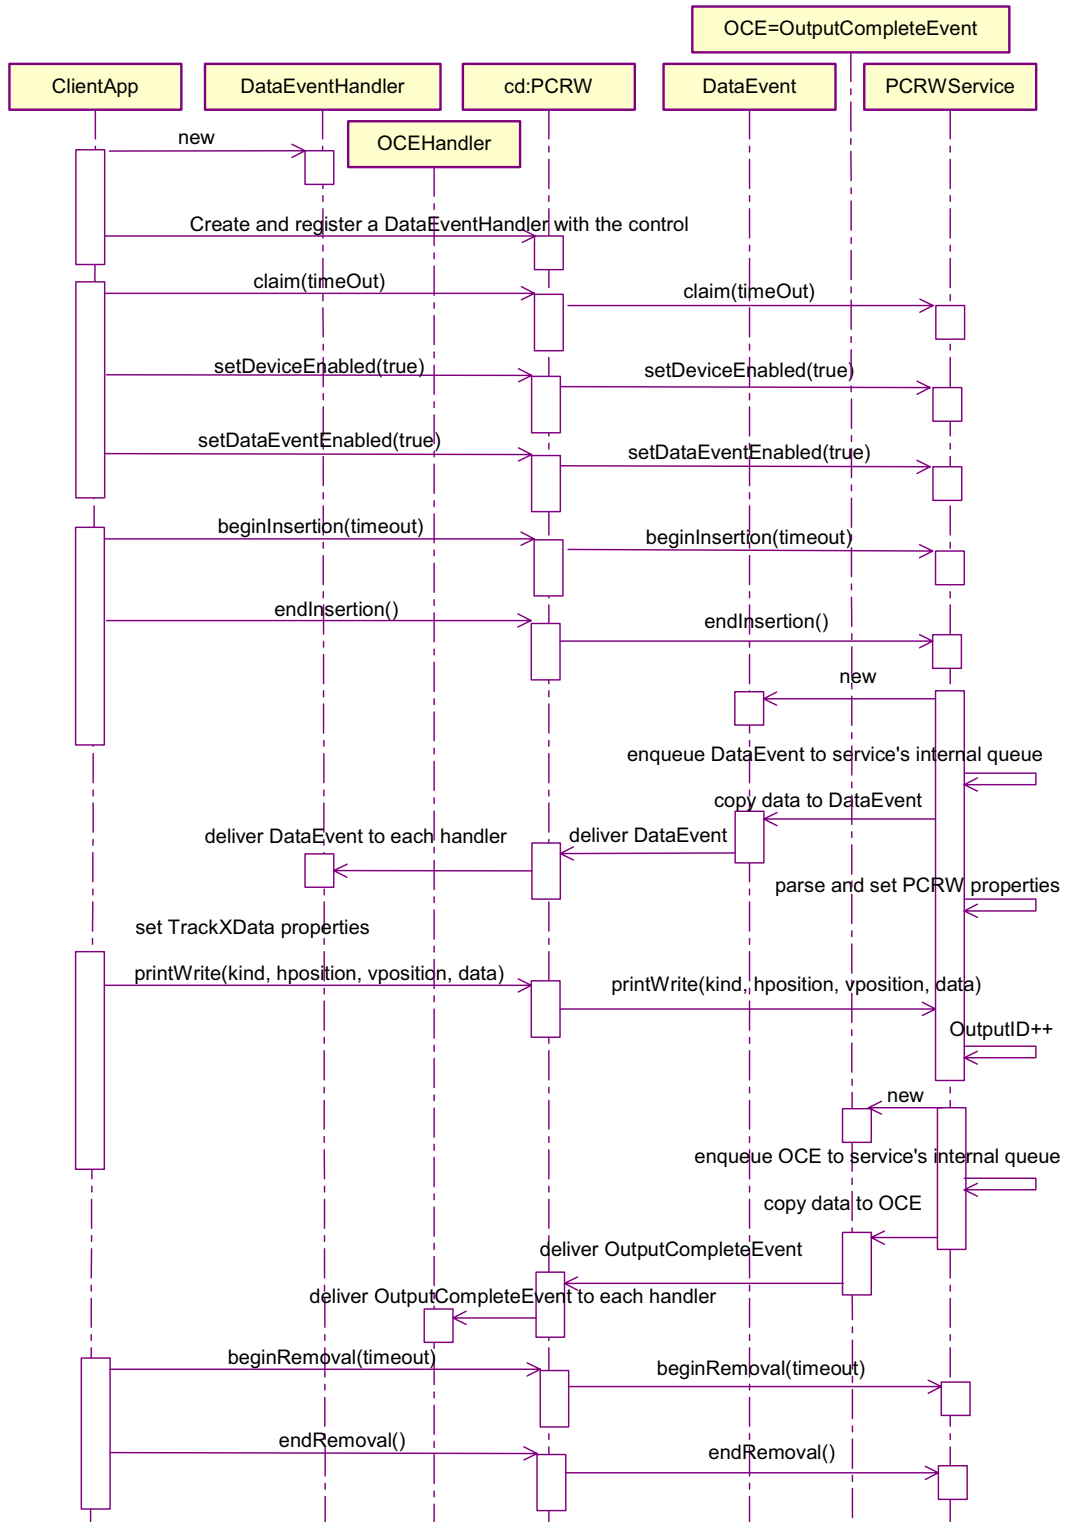 OCE=OutputCompleteEvent
ClientApp
DataEventHandler
cd:PCRW
DataEvent
PCRWService
new
OCEHandler
Create and register a DataEventHandler with the control
claim(timeOut)
claim(timeOut)
setDeviceEnabled(true)
setDeviceEnabled(true)
setDataEventEnabled(true)
setDataEventEnabled(true)
beginInsertion(timeout)
beginInsertion(timeout)
endInsertion()
endInsertion()
new
enqueue DataEvent to service's internal queue
copy data to DataEvent
deliver DataEvent to each handler
deliver DataEvent
parse and set PCRW properties
set TrackXData properties
printWrite(kind, hposition, vposition, data)
printWrite(kind, hposition, vposition, data)
OutputID++
new
enqueue OCE to service's internal queue
copy data to OCE
deliver OutputCompleteEvent
deliver OutputCompleteEvent to each handler
beginRemoval(timeout)
beginRemoval(timeout)
endRemoval()
endRemoval()